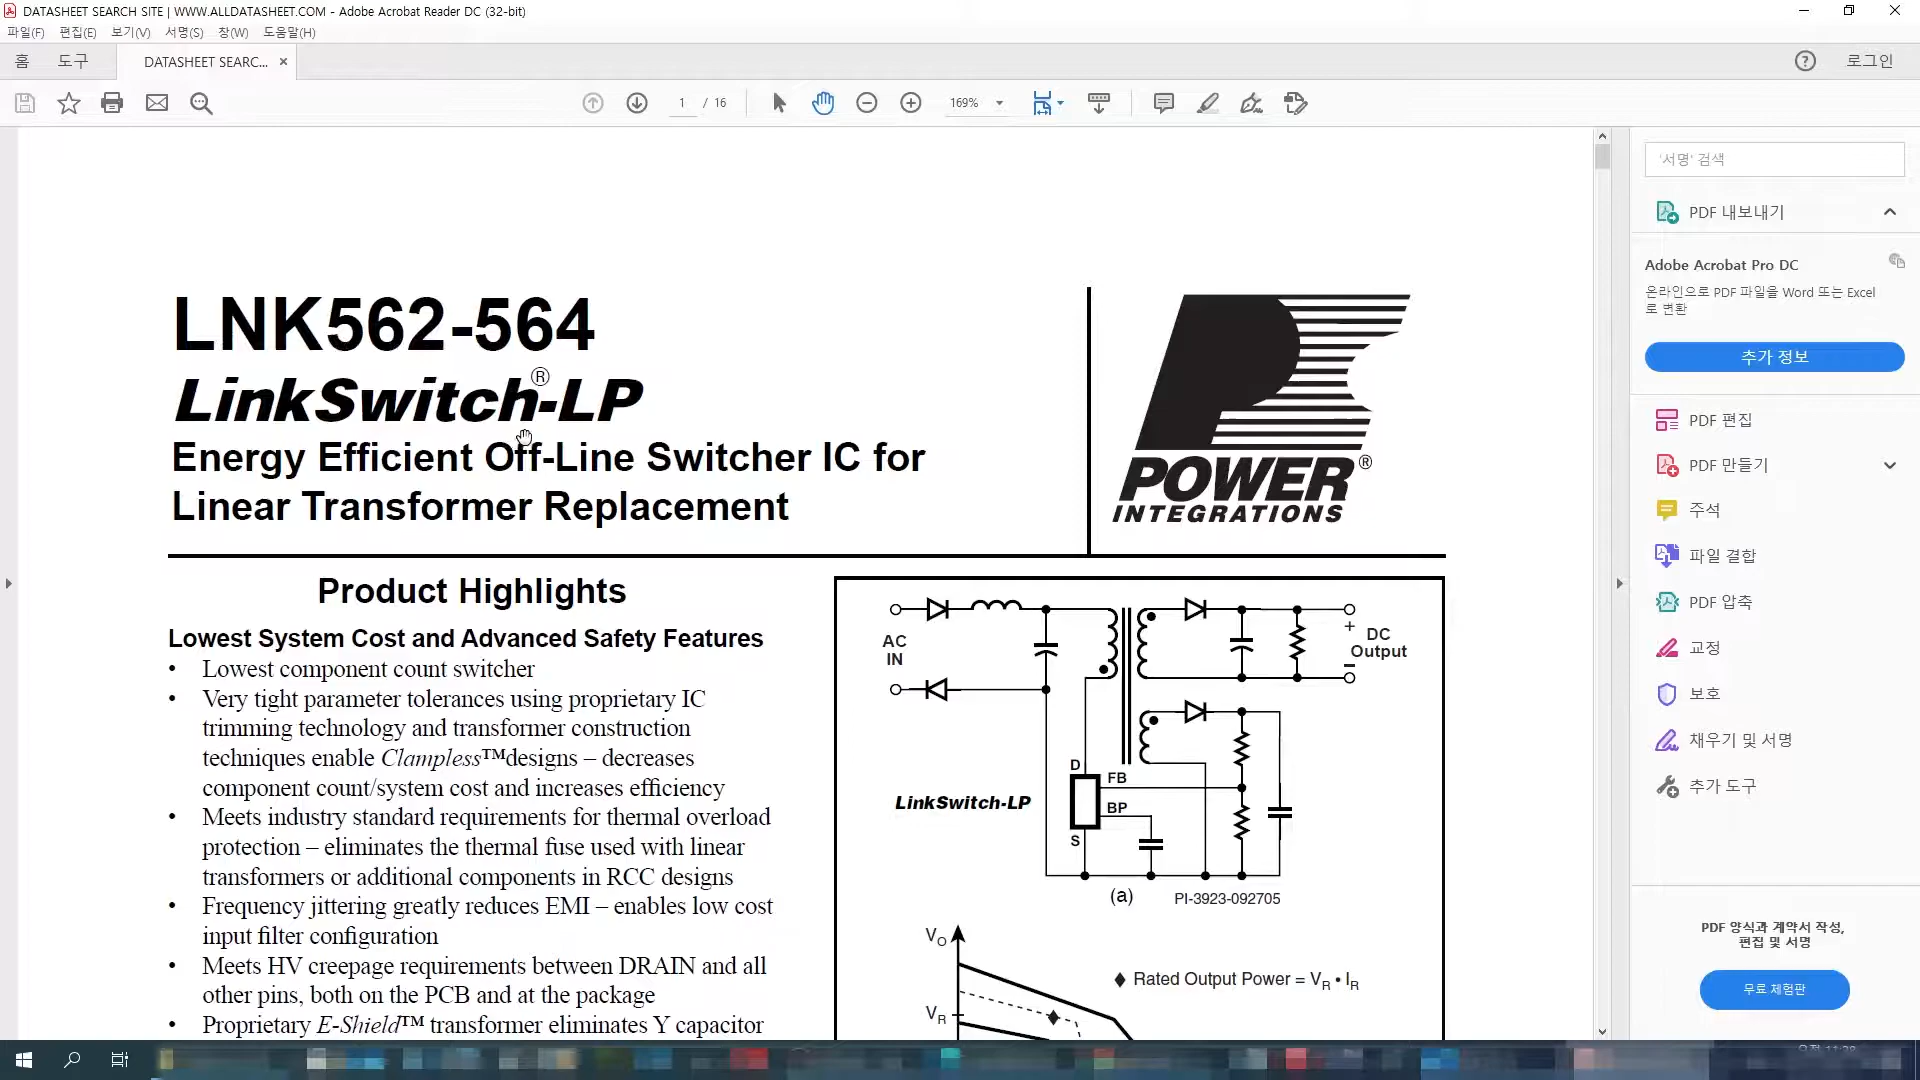 DATASHEET SEARCH SITE | WWW.ALLDATASHEET.COM - Adobe Acrobat Reader DC (32-bit)
파일(F) 편집(E) 보기(V) 서명(S) 창(W) 도움말(H)
홈 도구 DATASHEET SEARC... × 로그인
1 / 16 169%
'서명' 검색
PDF 내보내기
Adobe Acrobat Pro DC
온라인으로 PDF 파일을 Word 또는 Excel
로 변환
추가 정보
PDF 편집
PDF 만들기
주석
파일 결합
PDF 압축
교정
보호
채우기 및 서명
추가 도구
PDF 양식과 계약서 작성,
편집 및 서명
무료 체험판
LNK562-564
LinkSwitch®-LP
Energy Efficient Off-Line Switcher IC for
Linear Transformer Replacement
POWER®
INTEGRATIONS
Product Highlights
Lowest System Cost and Advanced Safety Features
• Lowest component count switcher
• Very tight parameter tolerances using proprietary IC
trimming technology and transformer construction
techniques enable Clampless™designs – decreases
component count/system cost and increases efficiency
• Meets industry standard requirements for thermal overload
protection – eliminates the thermal fuse used with linear
transformers or additional components in RCC designs
• Frequency jittering greatly reduces EMI – enables low cost
input filter configuration
• Meets HV creepage requirements between DRAIN and all
other pins, both on the PCB and at the package
• Proprietary E-Shield™ transformer eliminates Y capacitor
AC
IN
+
DC
Output
–
D
FB
LinkSwitch-LP
BP
S
(a) PI-3923-092705
VO
♦ Rated Output Power = VR • IR
VR